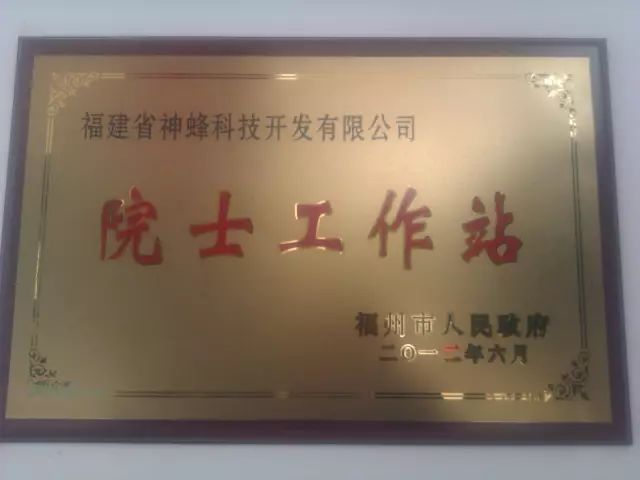 福建省神蜂科技开发有限公司
院士工作站
福州市人民政府
二〇一二年六月